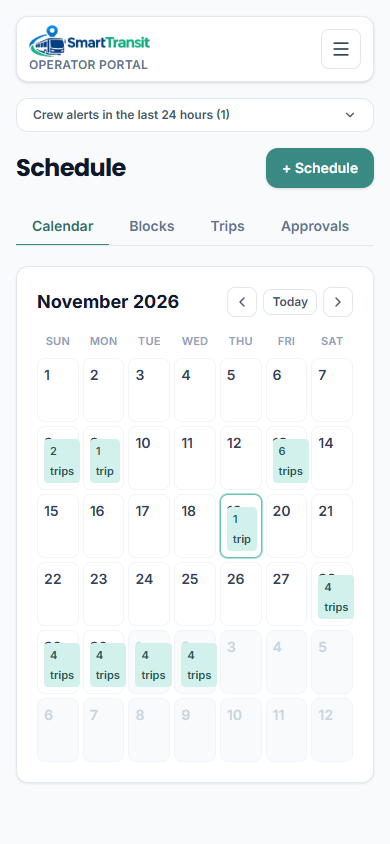 SmartTransit
OPERATOR PORTAL
Crew alerts in the last 24 hours (1)
Schedule
+ Schedule
Calendar Blocks Trips Approvals
November 2026
Today
SUN MON TUE WED THU FRI SAT
1 2 3 4 5 6 7
10 11 12 14
2 trips
1 trip
6 trips
15 16 17 18 20 21
1 trip
22 23 24 25 26 27
4 trips
3 4 5
4 trips
4 trips
4 trips
4 trips
6 7 8 9 10 11 12